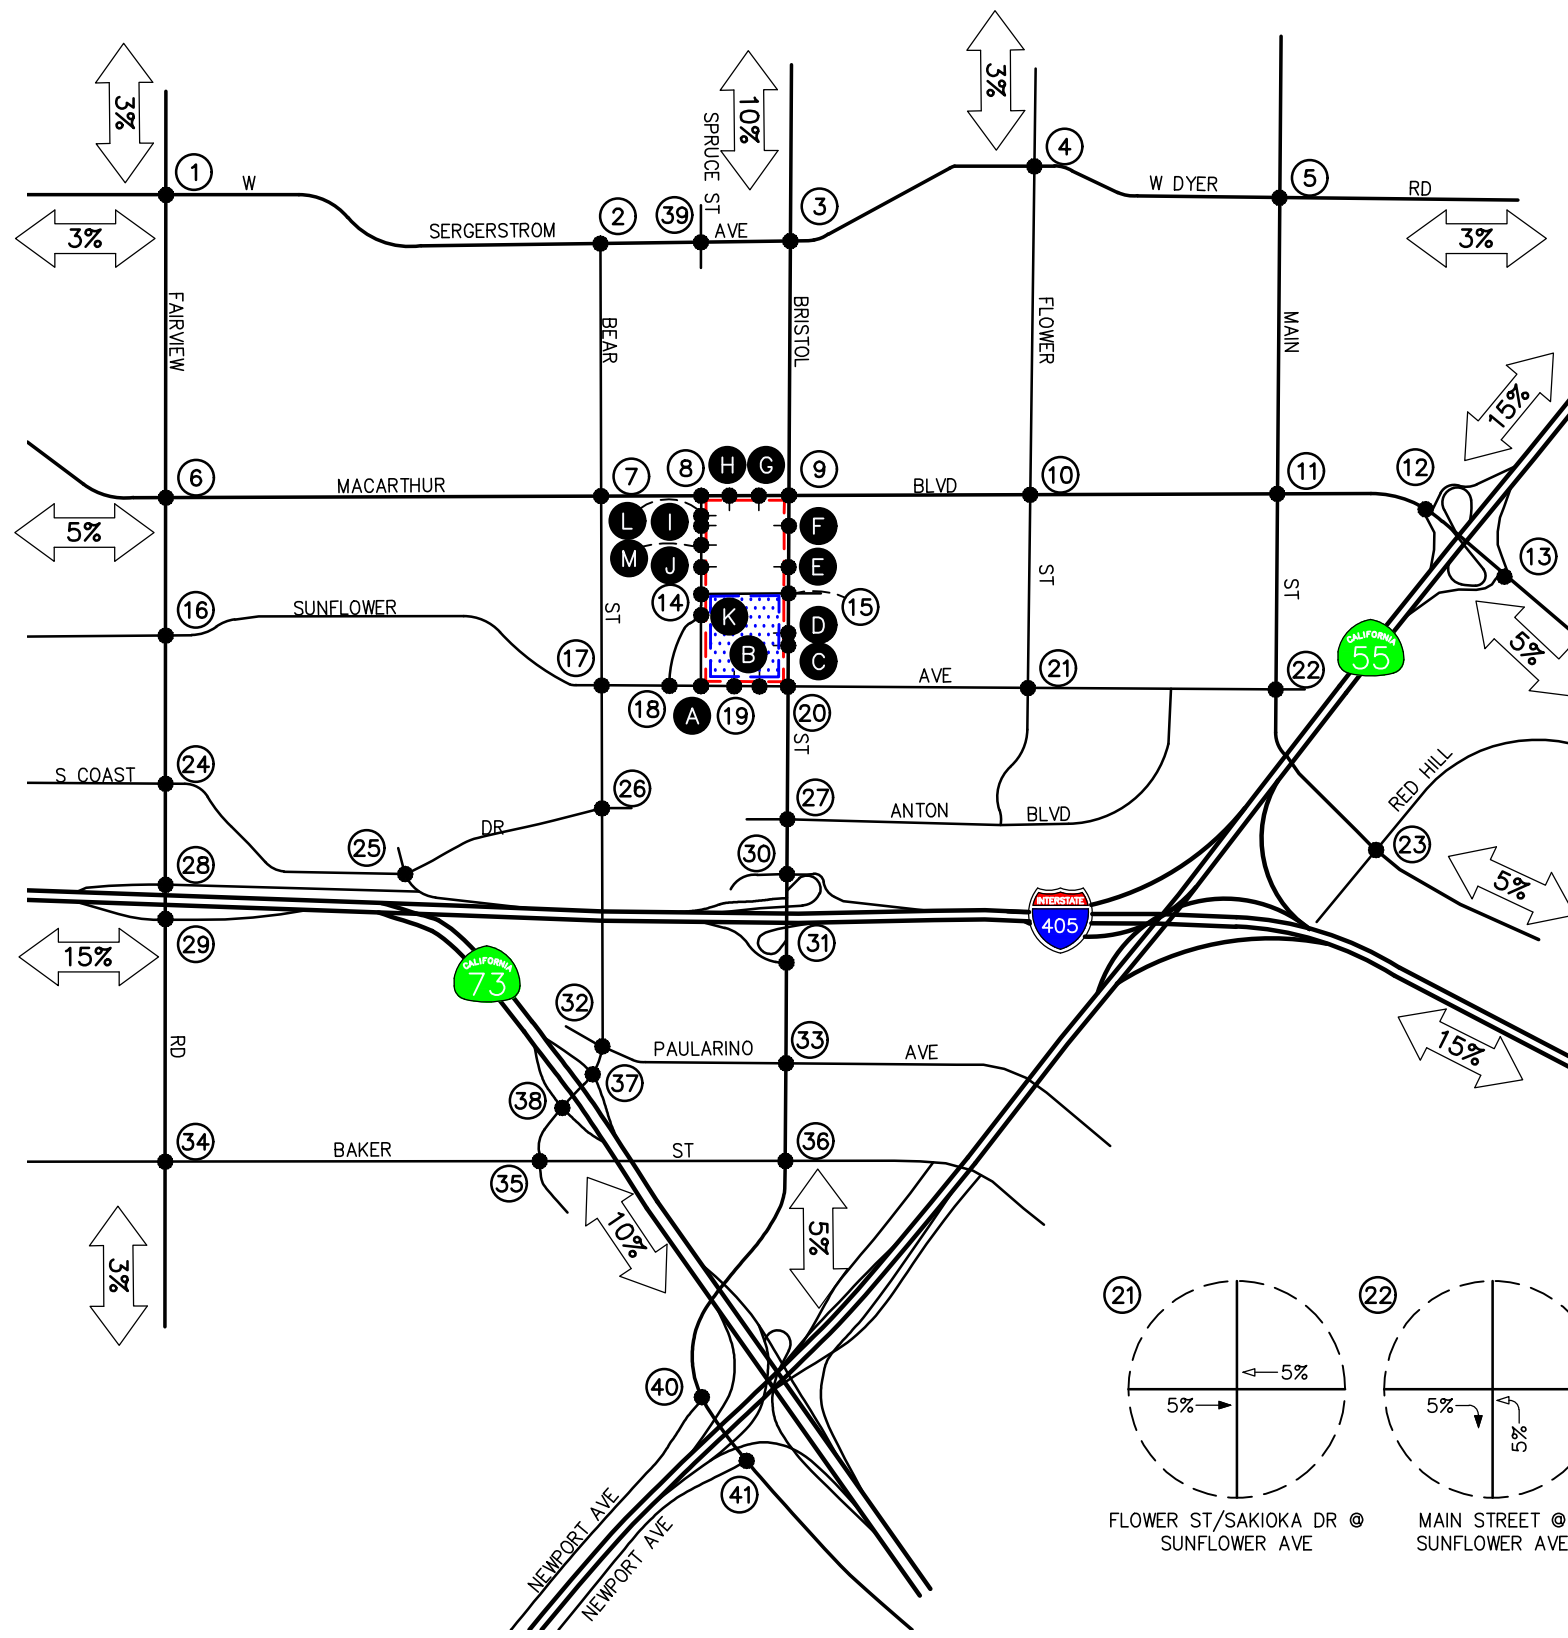 3%
10%
3%
SPRUCE ST
1
W
2
39
AVE
3
4
W DYER
5
RD
SERGERSTROM
3%
3%
FAIRVIEW
BEAR
BRISTOL
FLOWER
MAIN
15%
6
MACARTHUR
7
8
H
G
9
BLVD
10
11
12
5%
L
I
F
M
J
E
13
ST
ST
14
15
16
SUNFLOWER
ST
K
D
5%
CALIFORNIA
55
17
B
C
AVE
21
22
18
A
19
20
ST
S COAST
24
26
27
ANTON
BLVD
RED HILL
DR
25
30
23
28
5%
INTERSTATE
405
29
31
15%
CALIFORNIA
73
32
RD
PAULARINO
33
AVE
15%
37
38
34
BAKER
ST
36
35
10%
5%
3%
21
22
5%
5%
5%
5%
40
41
FLOWER ST/SAKIOKA DR @
SUNFLOWER AVE
MAIN STREET @
SUNFLOWER AVE
NEWPORT AVE
NEWPORT AVE